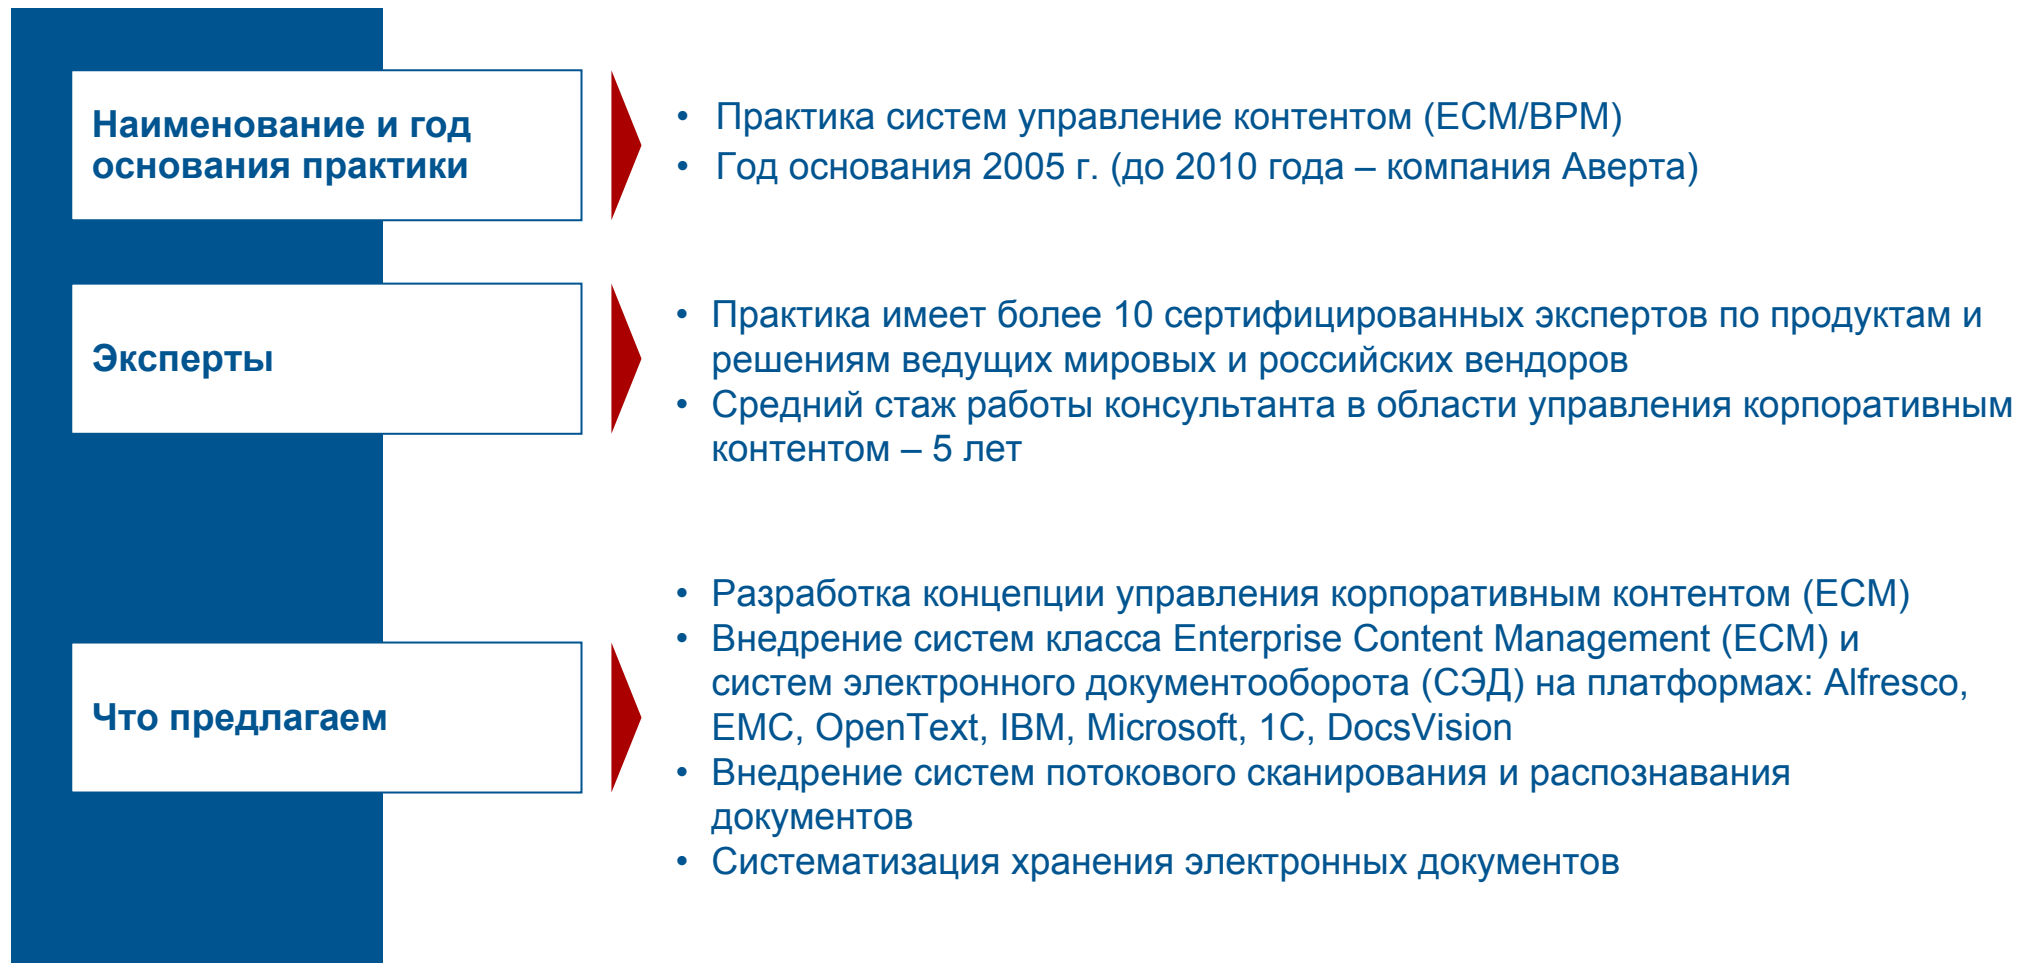 Наименование и год
основания практики
• Практика систем управление контентом (ECM/BPM)
• Год основания 2005 г. (до 2010 года – компания Аверта)
Эксперты
• Практика имеет более 10 сертифицированных экспертов по продуктам и
решениям ведущих мировых и российских вендоров
• Средний стаж работы консультанта в области управления корпоративным
контентом – 5 лет
Что предлагаем
• Разработка концепции управления корпоративным контентом (ECM)
• Внедрение систем класса Enterprise Content Management (ECM) и
систем электронного документооборота (СЭД) на платформах: Alfresco,
EMC, OpenText, IBM, Microsoft, 1C, DocsVision
• Внедрение систем потокового сканирования и распознавания
документов
• Систематизация хранения электронных документов